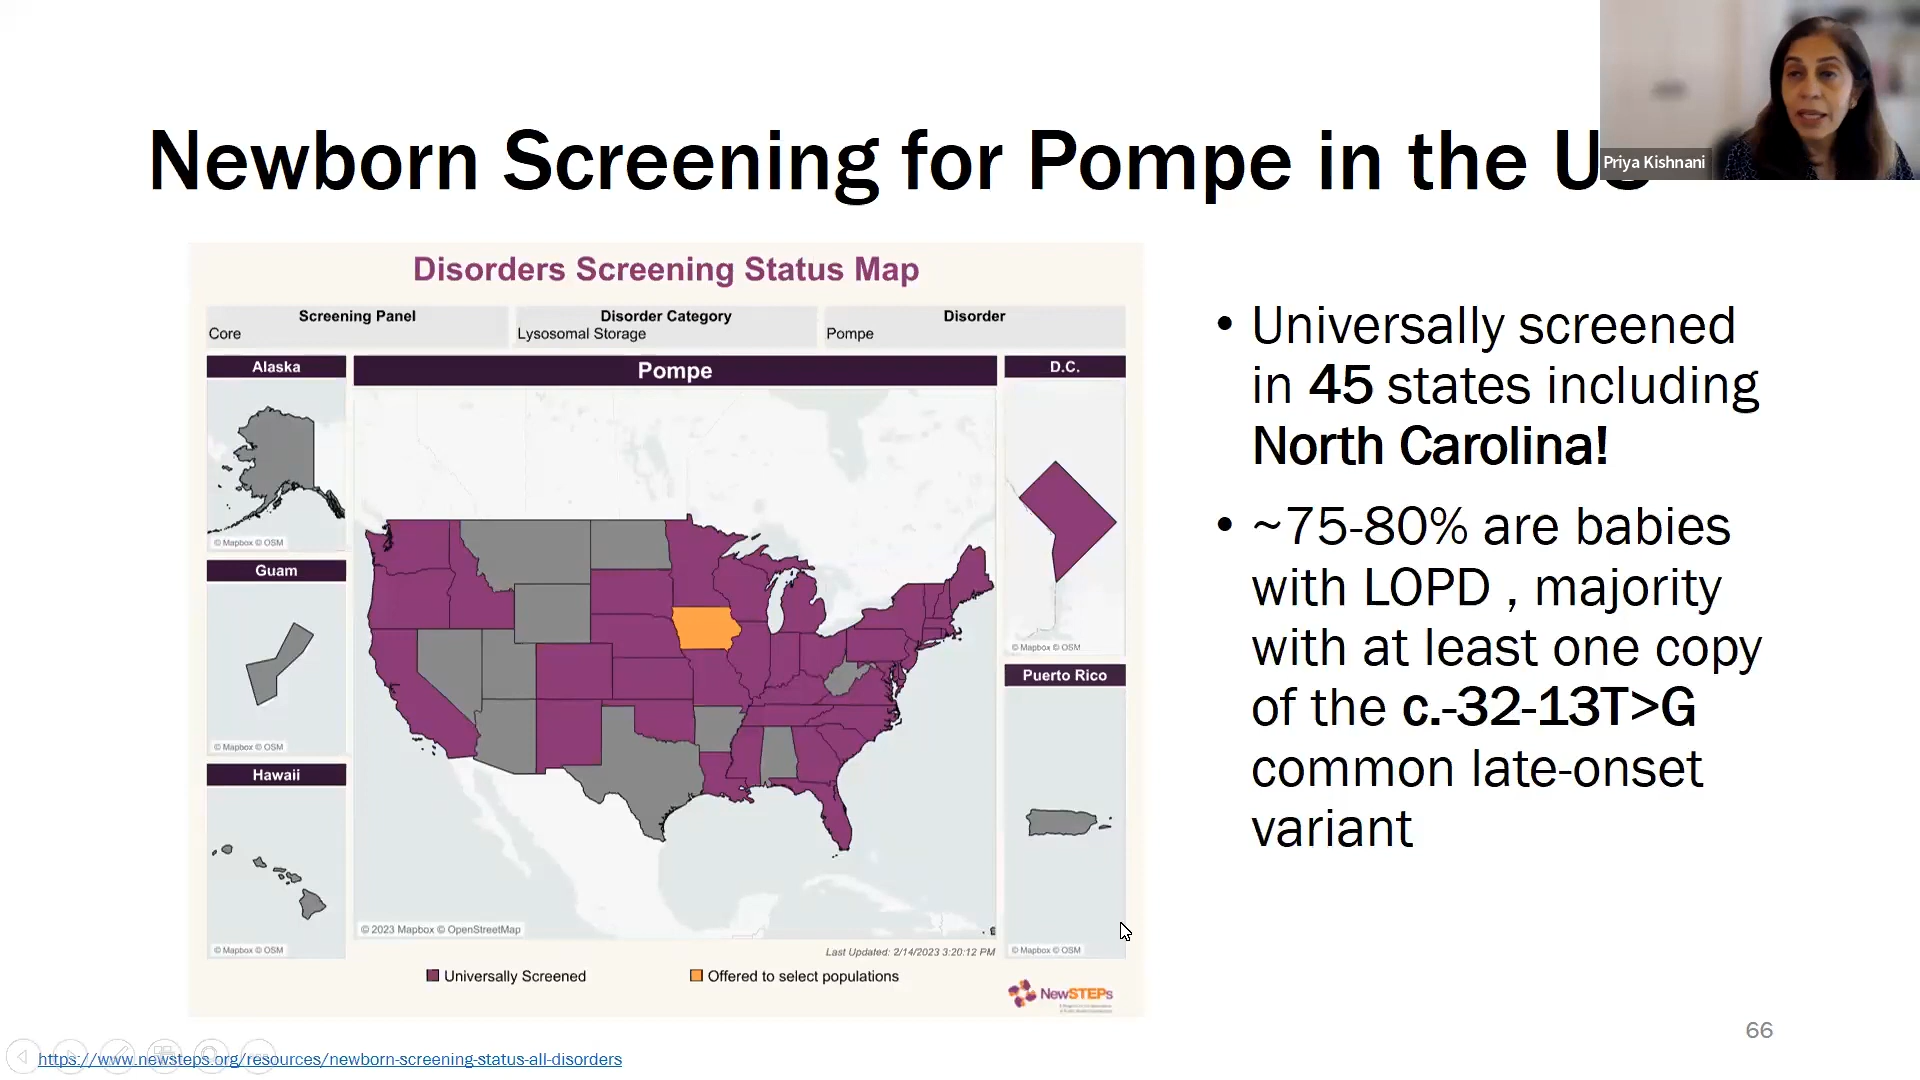 Priya Kishnani
Newborn Screening for Pompe in the US
Disorders Screening Status Map
Screening Panel
Core
Disorder Category
Lysosomal Storage
Disorder
Pompe
Alaska
© Mapbox © OSM
Guam
© Mapbox © OSM
Hawaii
© Mapbox © OSM
Pompe
© 2023 Mapbox © OpenStreetMap
D.C.
© Mapbox © OSM
Puerto Rico
© Mapbox © OSM
Last Updated: 2/14/2023 3:20:12 PM
Universally Screened
Offered to select populations
NewSTEPs
• Universally screened
in 45 states including
North Carolina!
• ~75-80% are babies
with LOPD , majority
with at least one copy
of the c.-32-13T>G
common late-onset
variant
66
https://www.newsteps.org/resources/newborn-screening-status-all-disorders